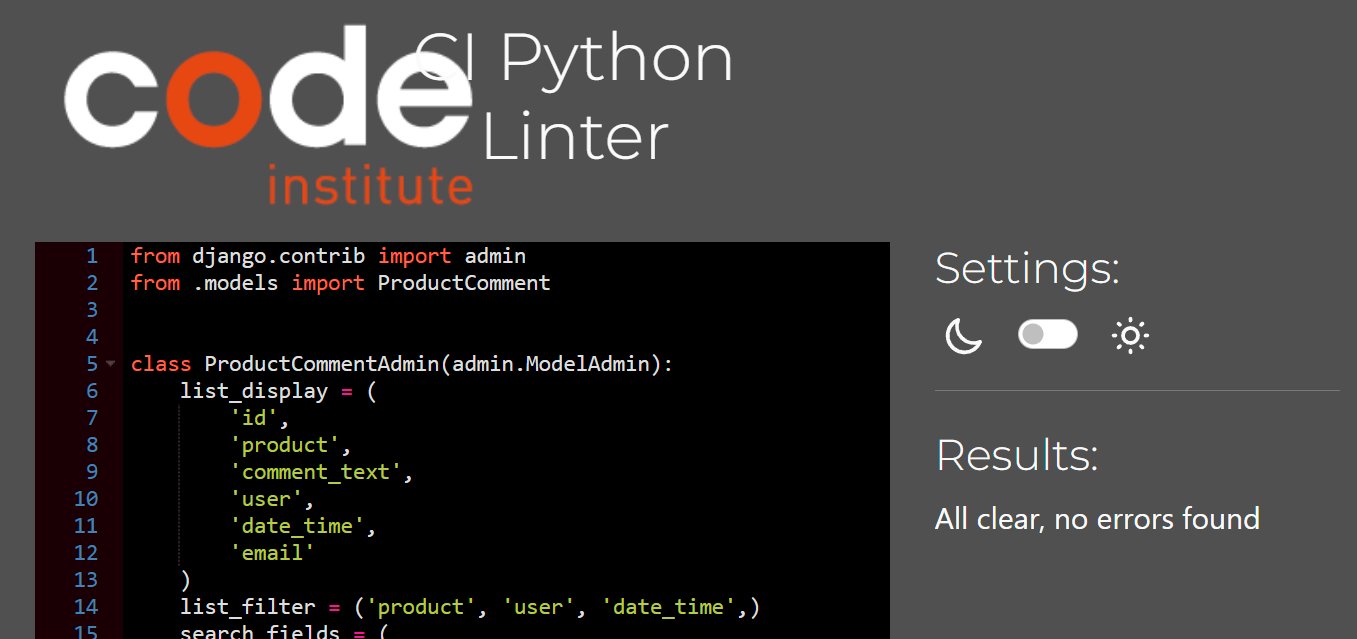 code
institute
CI Python
Linter
1 from django.contrib import admin
2 from .models import ProductComment
3
4
5 class ProductCommentAdmin(admin.ModelAdmin):
6     list_display = (
7         'id',
8         'product',
9         'comment_text',
10         'user',
11         'date_time',
12         'email'
13     )
14     list_filter = ('product', 'user', 'date_time',)
15     search_fields = (
Settings:
Results:
All clear, no errors found